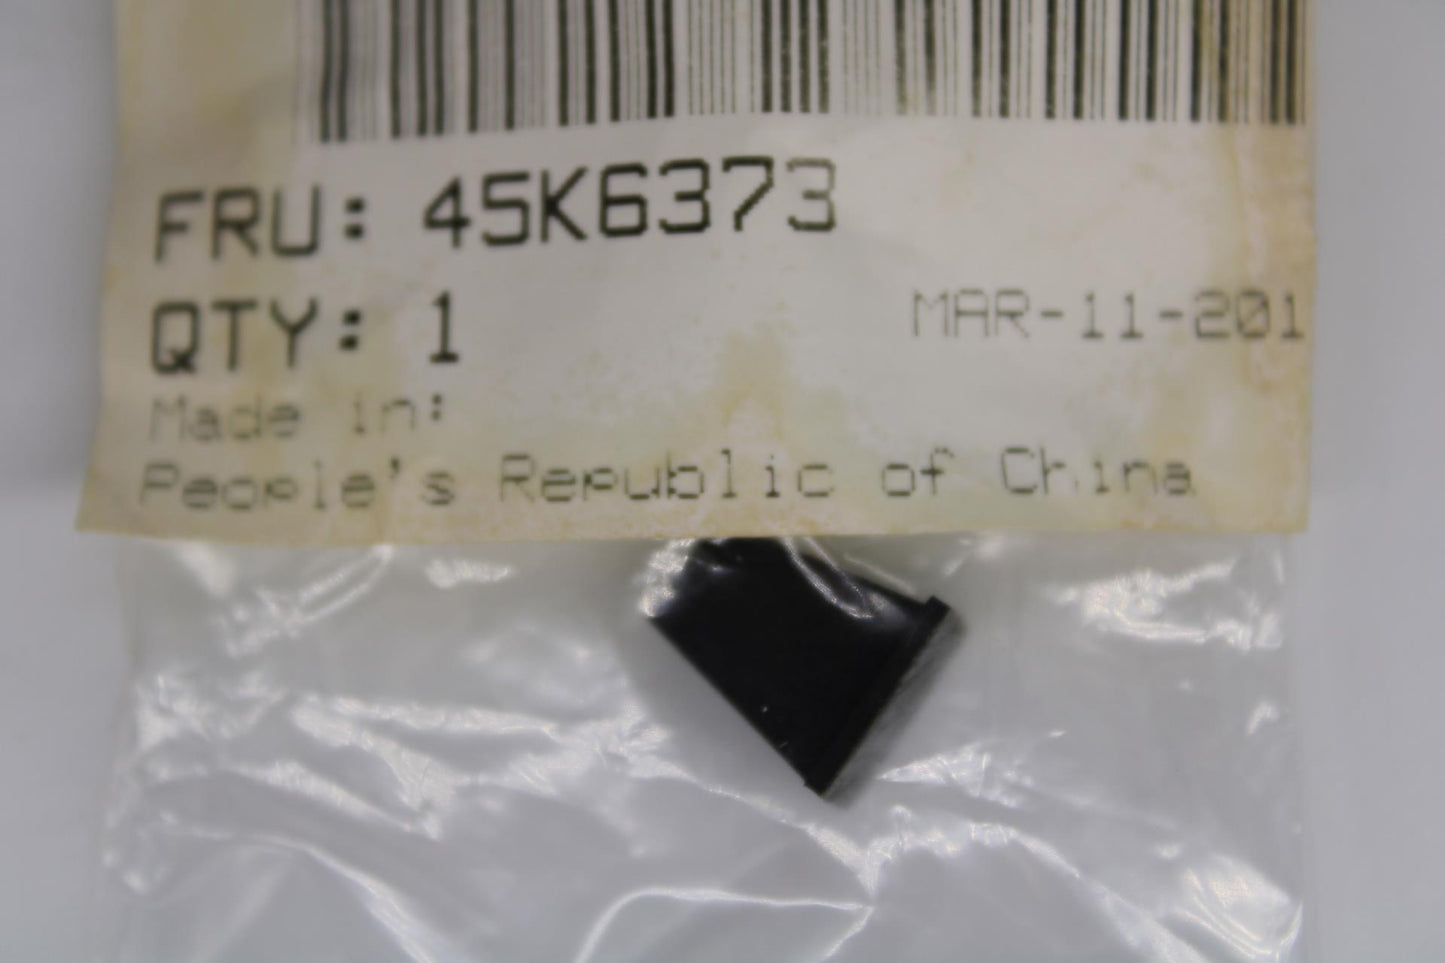 FRU: 45K6373
QTY: 1
MAR-11-201
Made in:
People's Republic of China